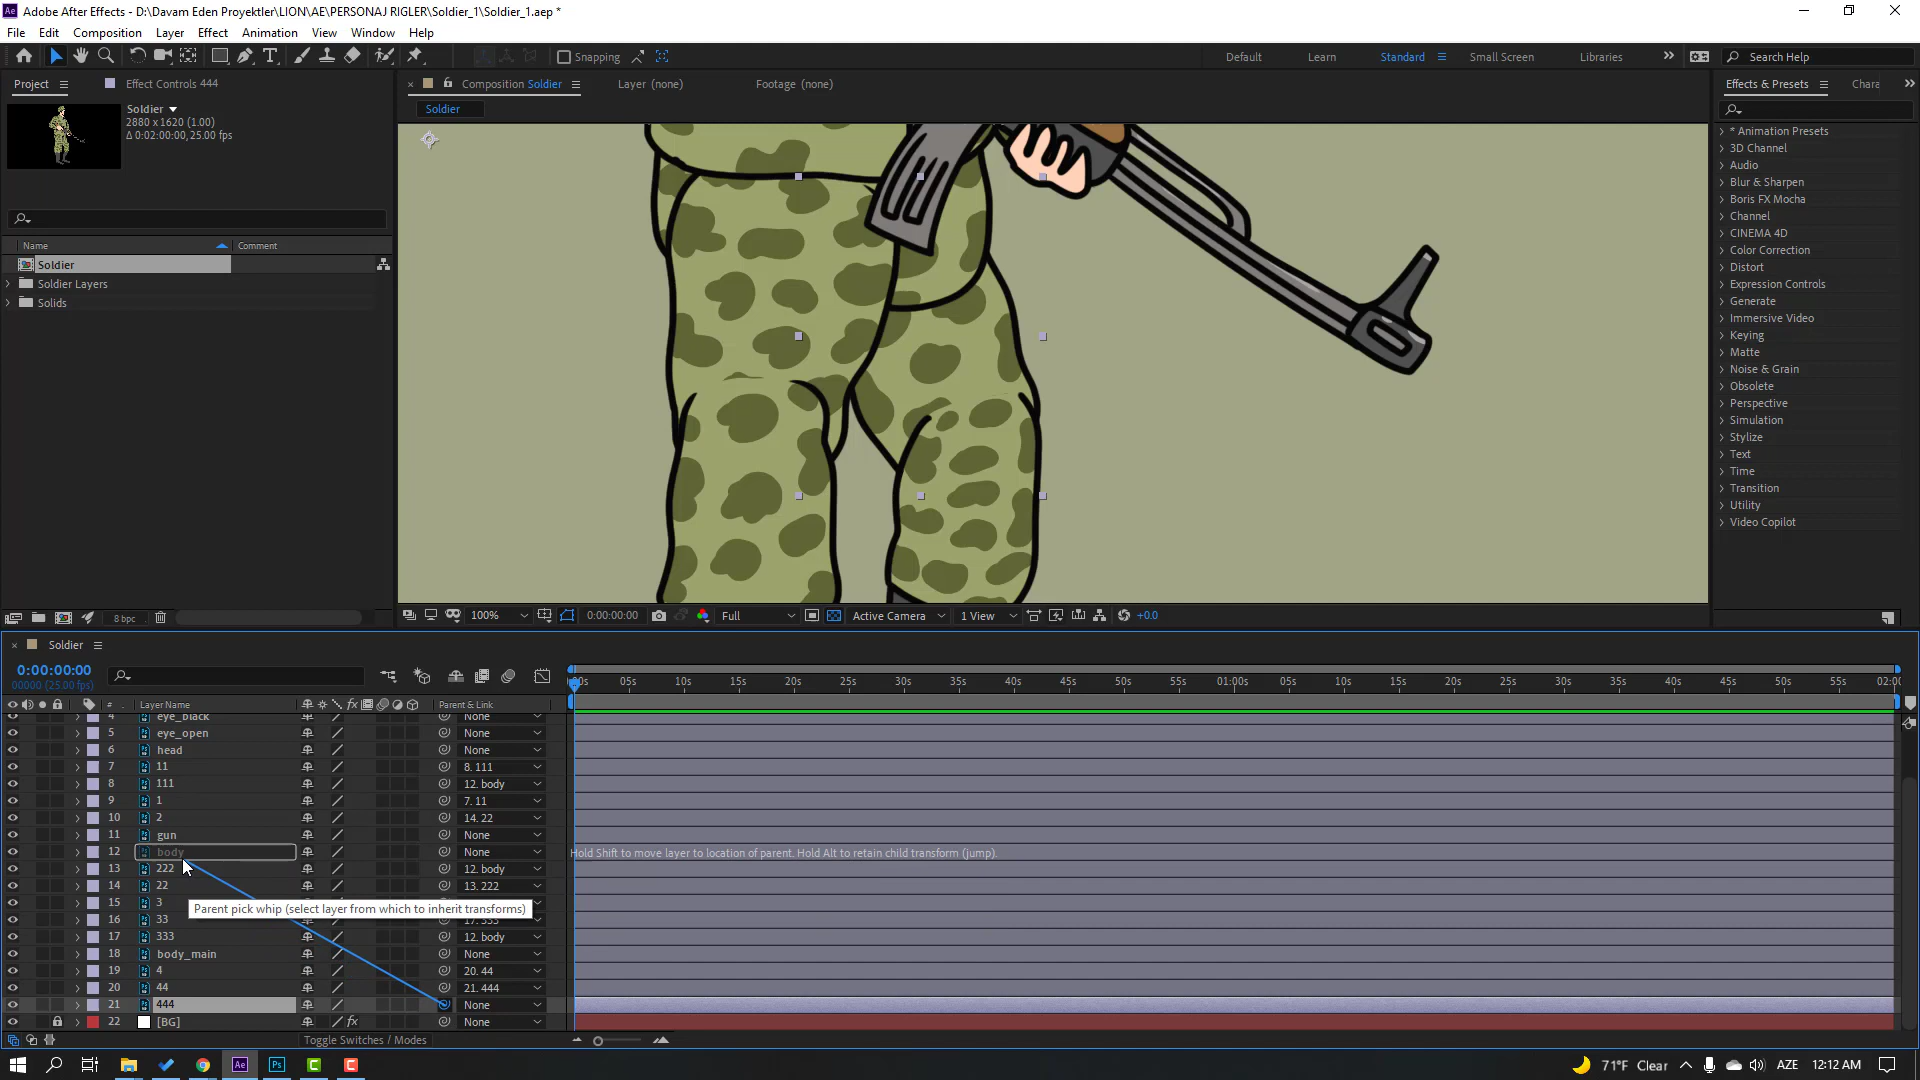 Adobe After Effects - D:\Davam Eden Proyektler\LION\AE\PERSONAJ RIGLER\Soldier_1\Soldier_1.aep *
File Edit Composition Layer Effect Animation View Window Help
Snapping Default Learn Standard Small Screen Libraries Search Help
Project Effect Controls 444 Composition Soldier Layer (none) Footage (none) Effects & Presets Chara
Soldier
2880 x 1620 (1.00)
Δ 0:02:00:00, 25.00 fps
Soldier
Name Comment
Soldier
Soldier Layers
Solids
* Animation Presets
3D Channel
Audio
Blur & Sharpen
Boris FX Mocha
Channel
CINEMA 4D
Color Correction
Distort
Expression Controls
Generate
Immersive Video
Keying
Matte
Noise & Grain
Obsolete
Perspective
Simulation
Stylize
Text
Time
Transition
Utility
Video Copilot
8 bpc 100% 0:00:00:00 Full Active Camera 1 View +0.0
Soldier
0:00:00:00
00000 (25.00 fps)
:00s 05s 10s 15s 20s 25s 30s 35s 40s 45s 50s 55s 01:00s 05s 10s 15s 20s 25s 30s 35s 40s 45s 50s 55s 02:00
# Layer Name fx Parent & Link
4 eye_black None
5 eye_open None
6 head None
7 11 8. 111
8 111 12. body
9 1 7. 11
10 2 14. 22
11 gun None
12 body None
Hold Shift to move layer to location of parent. Hold Alt to retain child transform (jump).
13 222 12. body
14 22 13. 222
15 3
Parent pick whip (select layer from which to inherit transforms)
16 33 17. 333
17 333 12. body
18 body_main None
19 4 20. 44
20 44 21. 444
21 444 None
22 [BG] fx None
Toggle Switches / Modes
71°F Clear AZE 12:12 AM